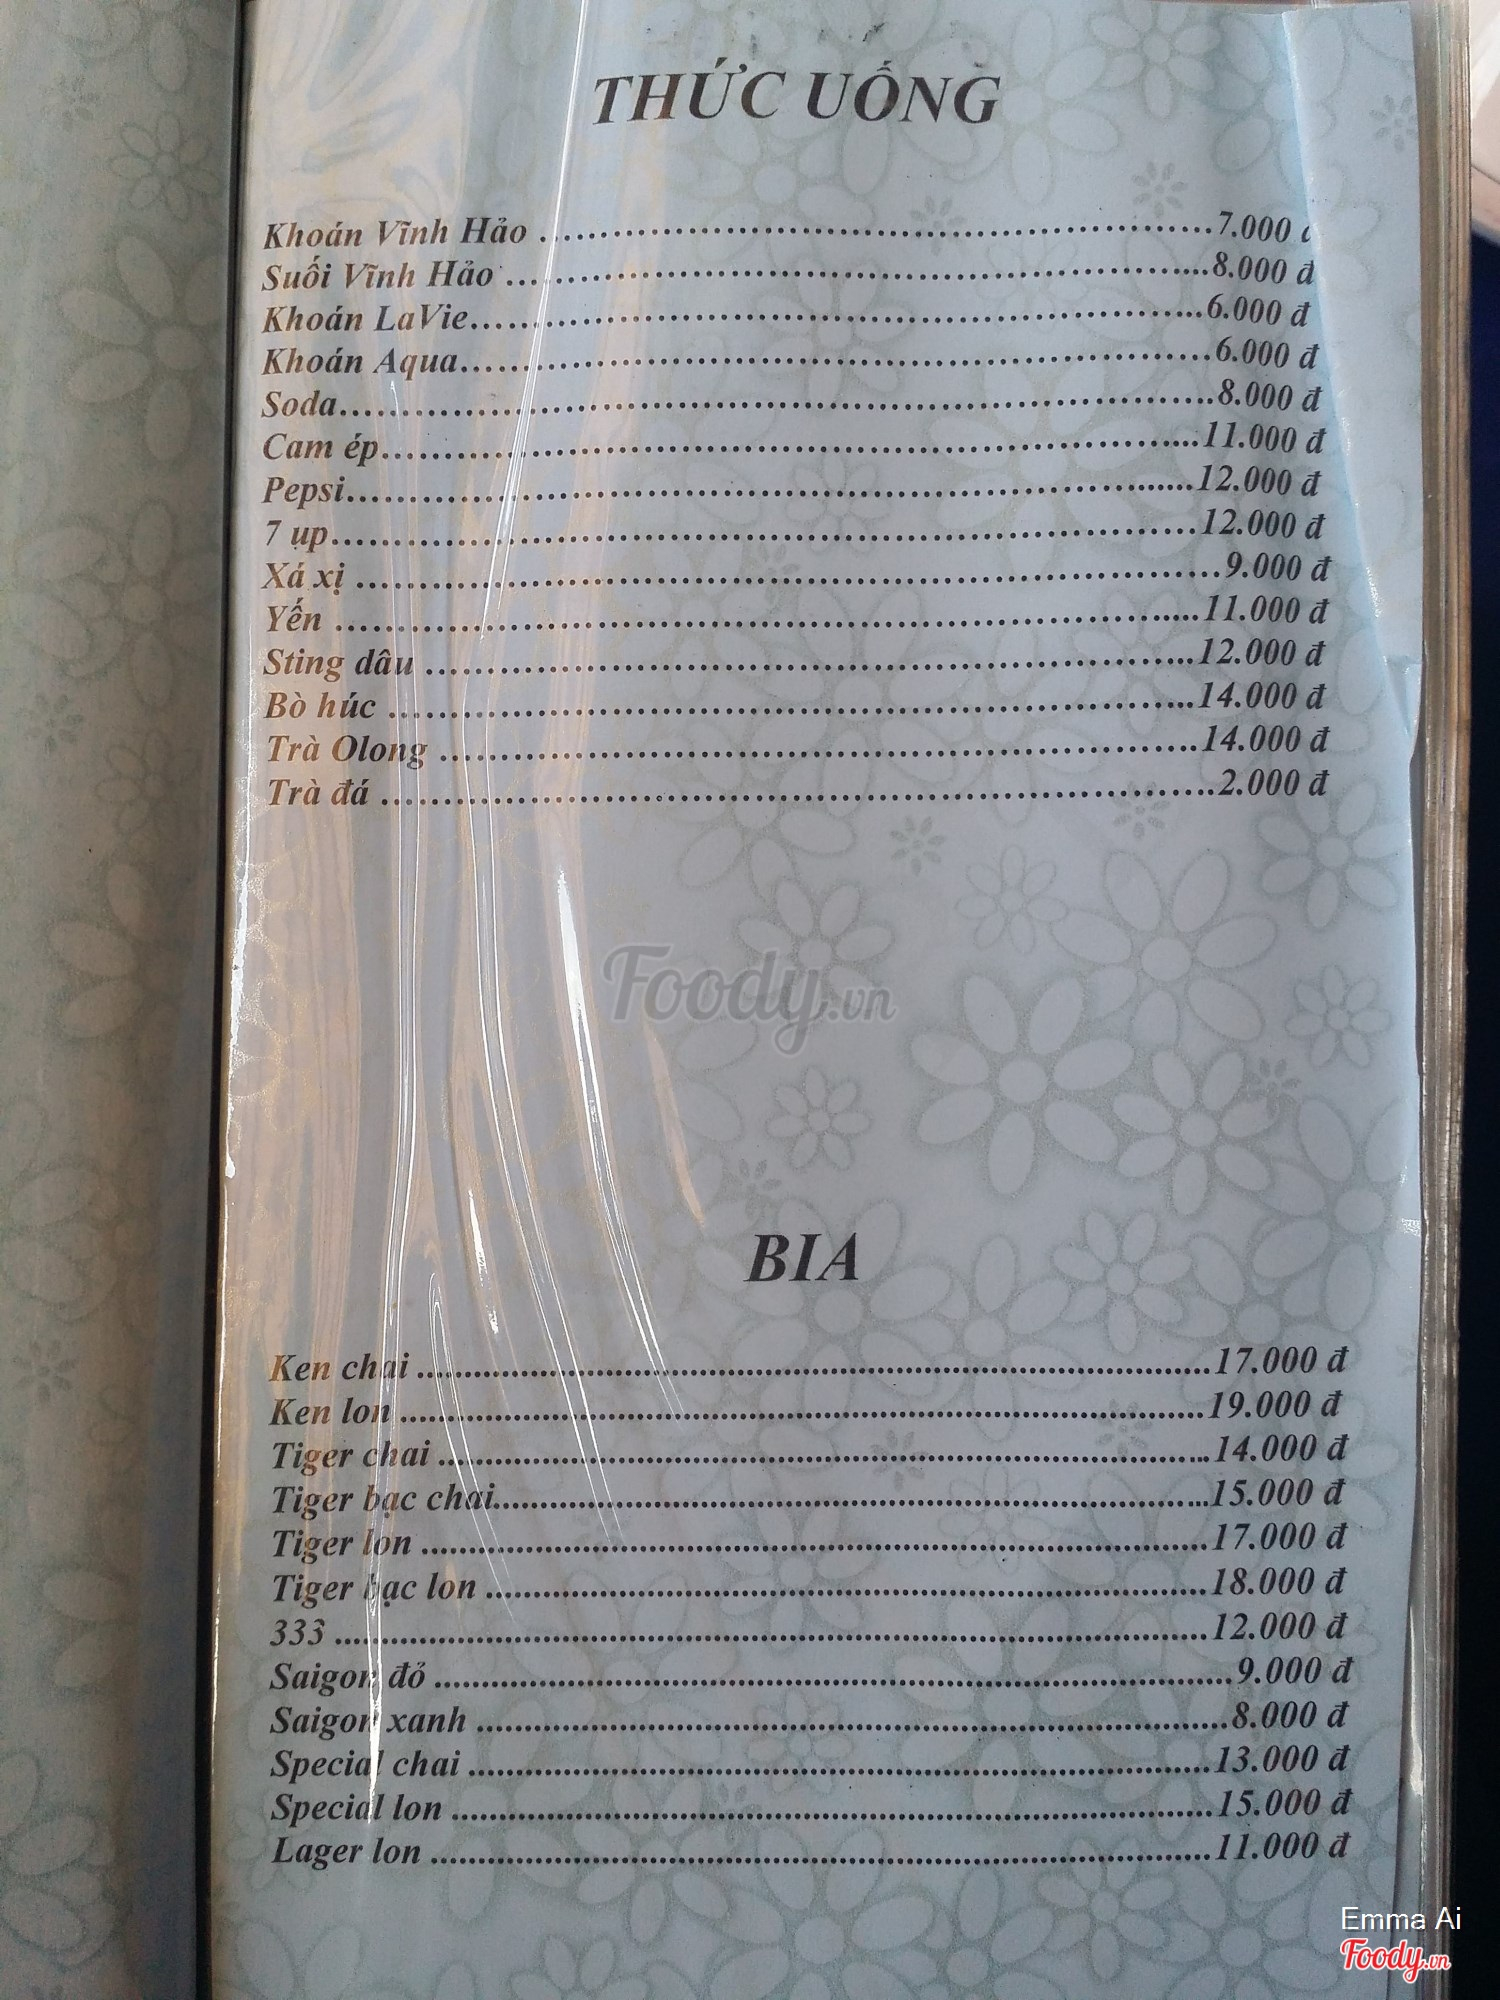 THỨC UỐNG
Khoán Vĩnh Hảo ........................................................7.000 đ
Suối Vĩnh Hảo ........................................................8.000 đ
Khoán LaVie........................................................6.000 đ
Khoán Aqua........................................................6.000 đ
Soda........................................................8.000 đ
Cam ép........................................................11.000 đ
Pepsi........................................................12.000 đ
7 ụp........................................................12.000 đ
Xá xị ........................................................9.000 đ
Yến ........................................................11.000 đ
Sting dâu ........................................................12.000 đ
Bò húc ........................................................14.000 đ
Trà Olong ........................................................14.000 đ
Trà đá ........................................................2.000 đ
Foody.vn
BIA
Ken chai ........................................................17.000 đ
Ken lon ........................................................19.000 đ
Tiger chai ........................................................14.000 đ
Tiger bạc chai........................................................15.000 đ
Tiger lon ........................................................17.000 đ
Tiger bạc lon ........................................................18.000 đ
333 ........................................................12.000 đ
Saigon đỏ ........................................................9.000 đ
Saigon xanh ........................................................8.000 đ
Special chai ........................................................13.000 đ
Special lon ........................................................15.000 đ
Lager lon ........................................................11.000 đ
Emma Ai
Foody.vn